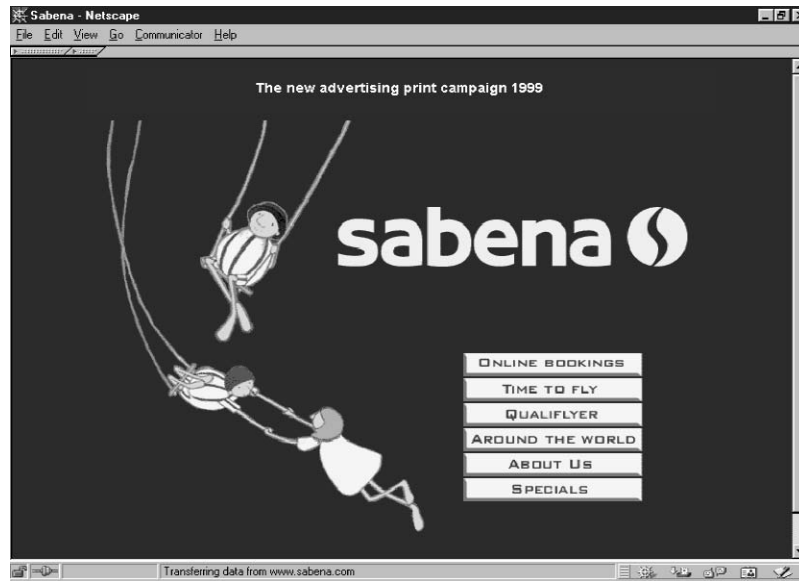 Sabena - Netscape
File Edit View Go Communicator Help
The new advertising print campaign 1999
sabena
ONLINE BOOKINGS
TIME TO FLY
QUALIFLYER
AROUND THE WORLD
ABOUT US
SPECIALS
Transferring data from www.sabena.com